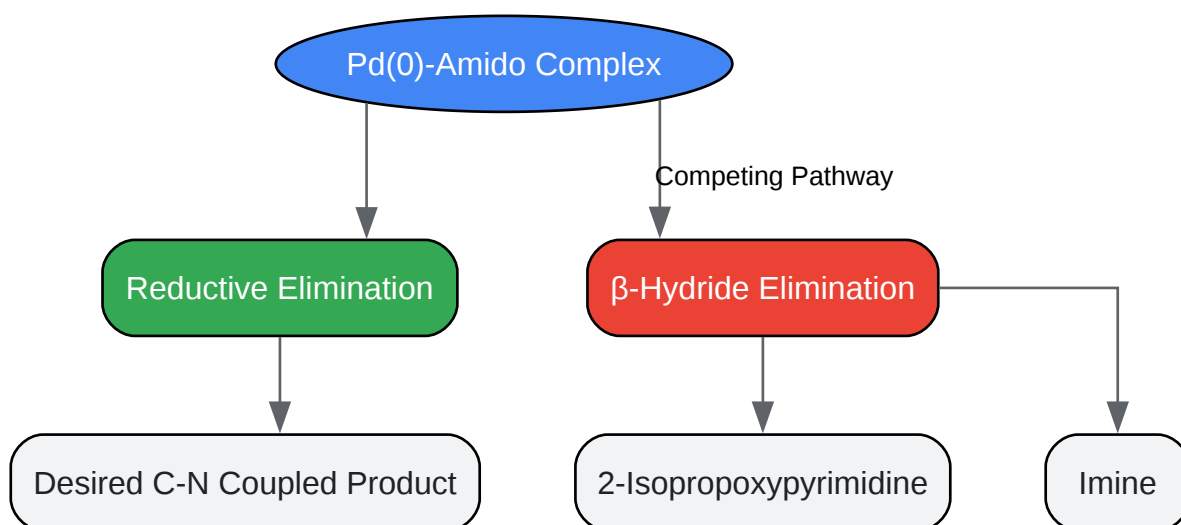 Pd(0)-Amido Complex
Competing Pathway
Reductive Elimination
β-Hydride Elimination
Desired C-N Coupled Product
2-Isopropoxypyrimidine
Imine